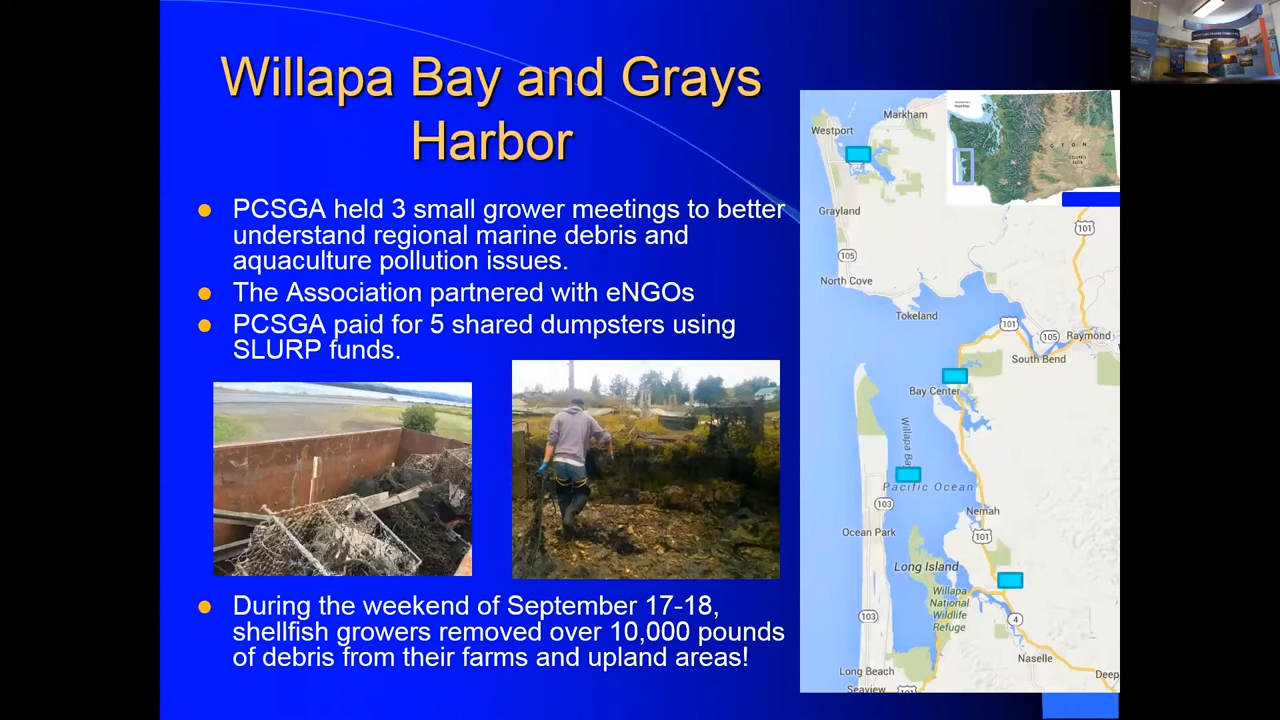 Willapa Bay and Grays
Harbor
PCSGA held 3 small grower meetings to better
understand regional marine debris and
aquaculture pollution issues.
The Association partnered with eNGOs
PCSGA paid for 5 shared dumpsters using
SLURP funds.
During the weekend of September 17-18,
shellfish growers removed over 10,000 pounds
of debris from their farms and upland areas!
Markham
Westport
Grayland
101
105
North Cove
Tokeland
101
105
Raymond
South Bend
Bay Center
Willapa Ba
Pacific Ocean
103
Nemah
Ocean Park
101
Long Island
Willapa
National
Wildlife
Refuge
103
4
Naselle
Long Beach
Deep
Seaview
101